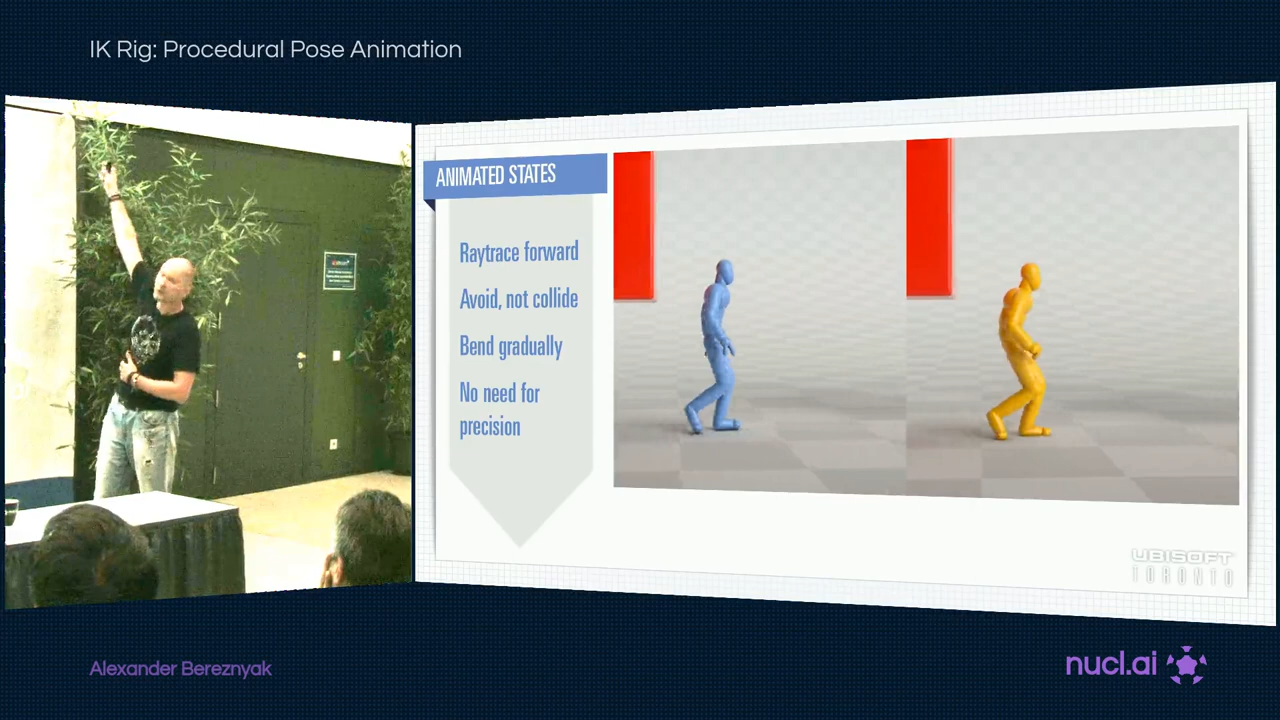 IK Rig: Procedural Pose Animation
ANIMATED STATES
Raytrace forward
Avoid, not collide
Bend gradually
No need for
precision
UBISOFT
TORONTO
Alexander Bereznyak
nucl.ai